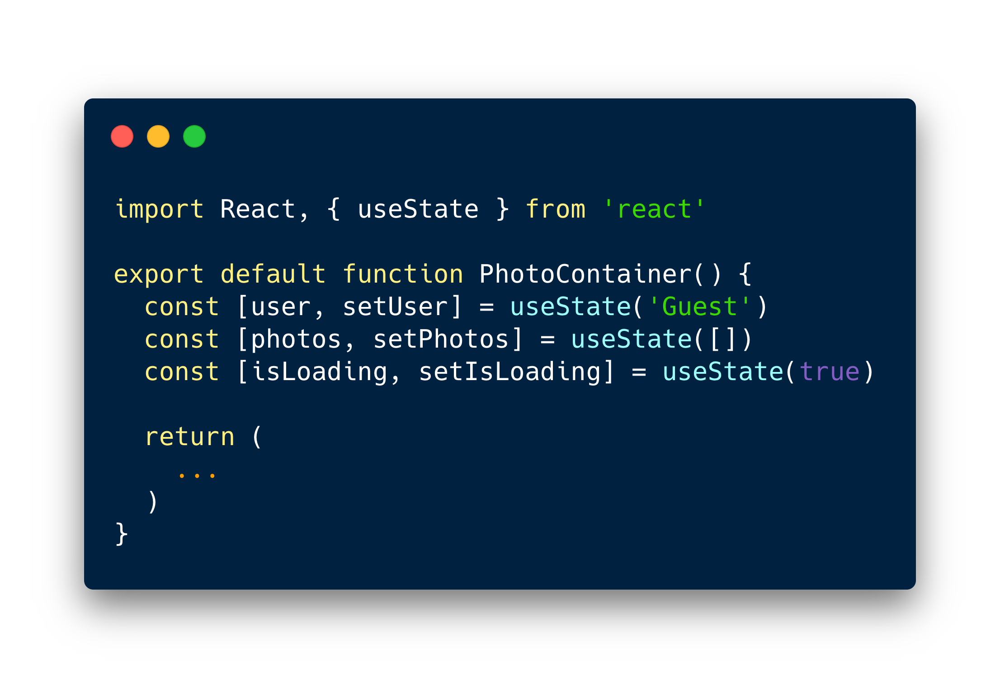 import React, { useState } from 'react'
export default function PhotoContainer() {
  const [user, setUser] = useState('Guest')
  const [photos, setPhotos] = useState([])
  const [isLoading, setIsLoading] = useState(true)
  return (
    ...
  )
}